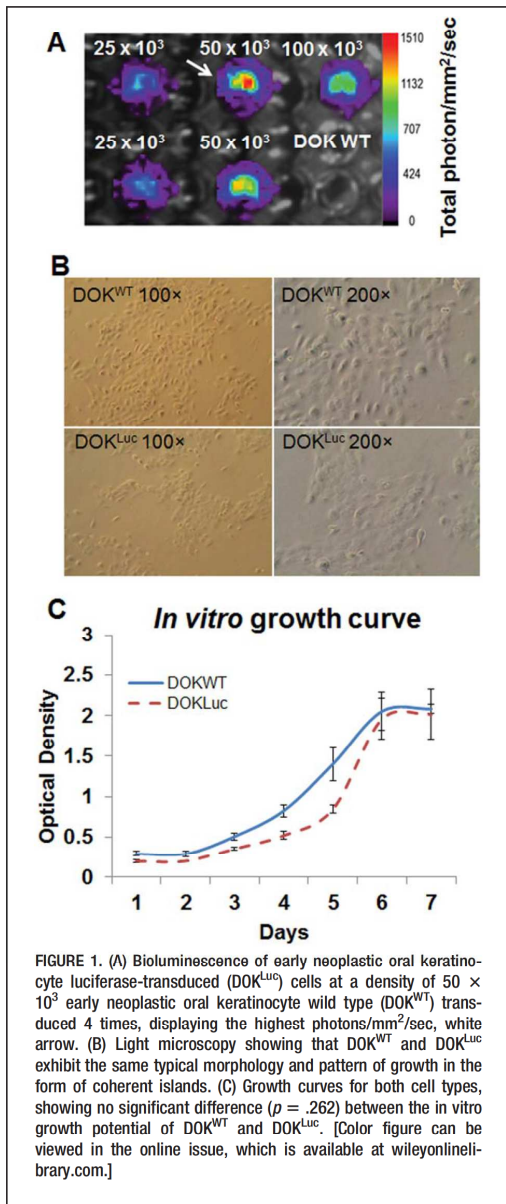 A
25 x 10³ 50 x 10³ 100 x 10³
25 x 10³ 50 x 10³ DOK WT
1510
1132
707
424
0
Total photon/mm²/sec
B
DOKᵂᵀ 100× DOKᵂᵀ 200×
DOKᴸᵘᶜ 100× DOKᴸᵘᶜ 200×
C
In vitro growth curve
3
2.5
2
1.5
1
0.5
0
Optical Density
DOKWT
DOKLuc
1 2 3 4 5 6 7
Days
FIGURE 1. (A) Bioluminescence of early neoplastic oral keratino-
cyte luciferase-transduced (DOKᴸᵘᶜ) cells at a density of 50 ×
10³ early neoplastic oral keratinocyte wild type (DOKᵂᵀ) trans-
duced 4 times, displaying the highest photons/mm²/sec, white
arrow. (B) Light microscopy showing that DOKᵂᵀ and DOKᴸᵘᶜ
exhibit the same typical morphology and pattern of growth in the
form of coherent islands. (C) Growth curves for both cell types,
showing no significant difference (p = .262) between the in vitro
growth potential of DOKᵂᵀ and DOKᴸᵘᶜ. [Color figure can be
viewed in the online issue, which is available at wileyonlineli-
brary.com.]